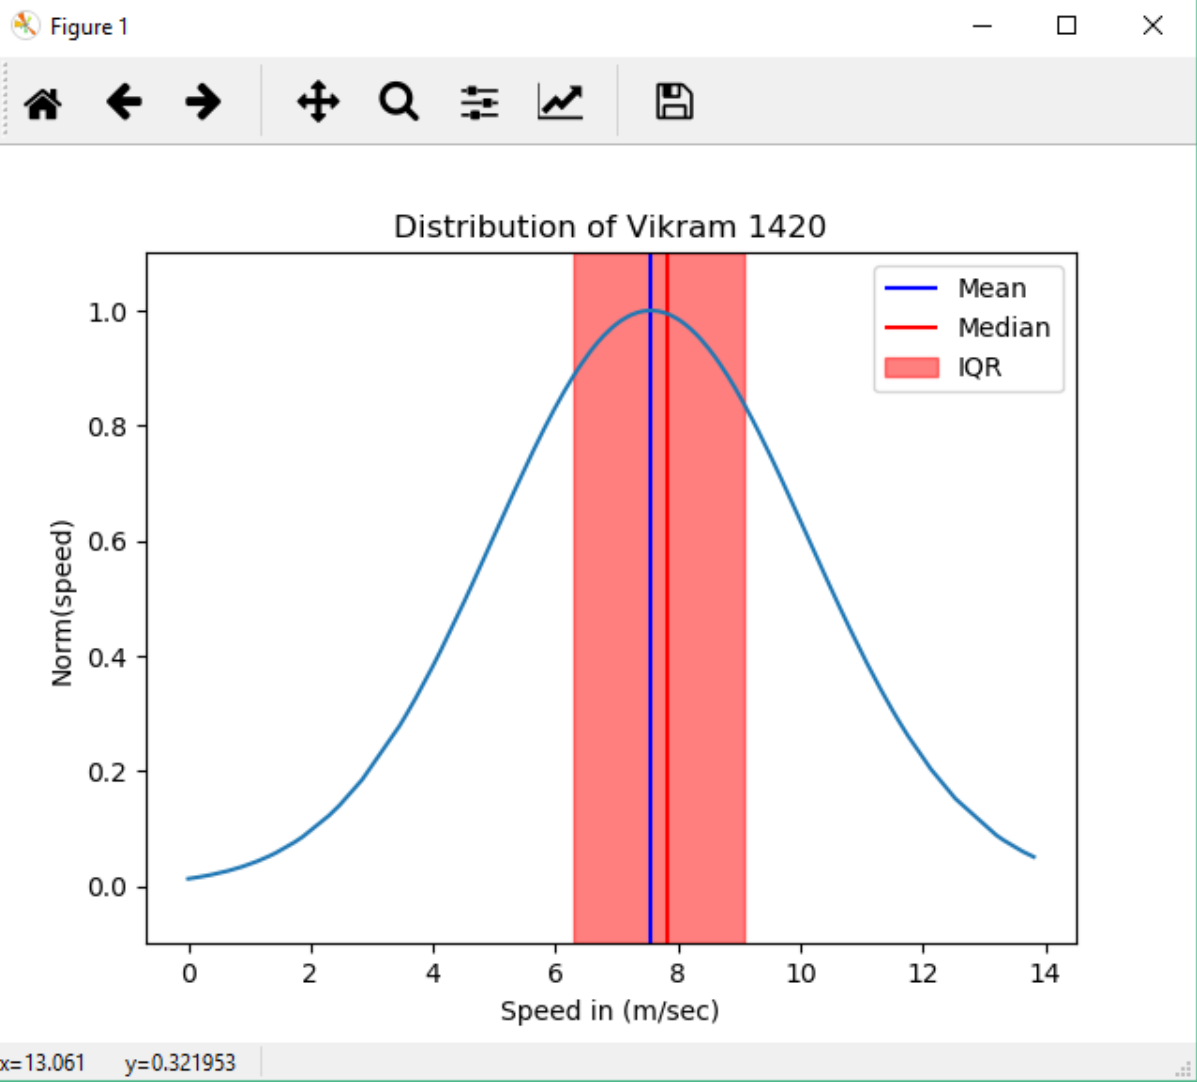 Figure 1
Distribution of Vikram 1420
Mean
Median
IQR
1.0
0.8
0.6
0.4
0.2
0.0
Norm(speed)
0 2 4 6 8 10 12 14
Speed in (m/sec)
x=13.061 y=0.321953